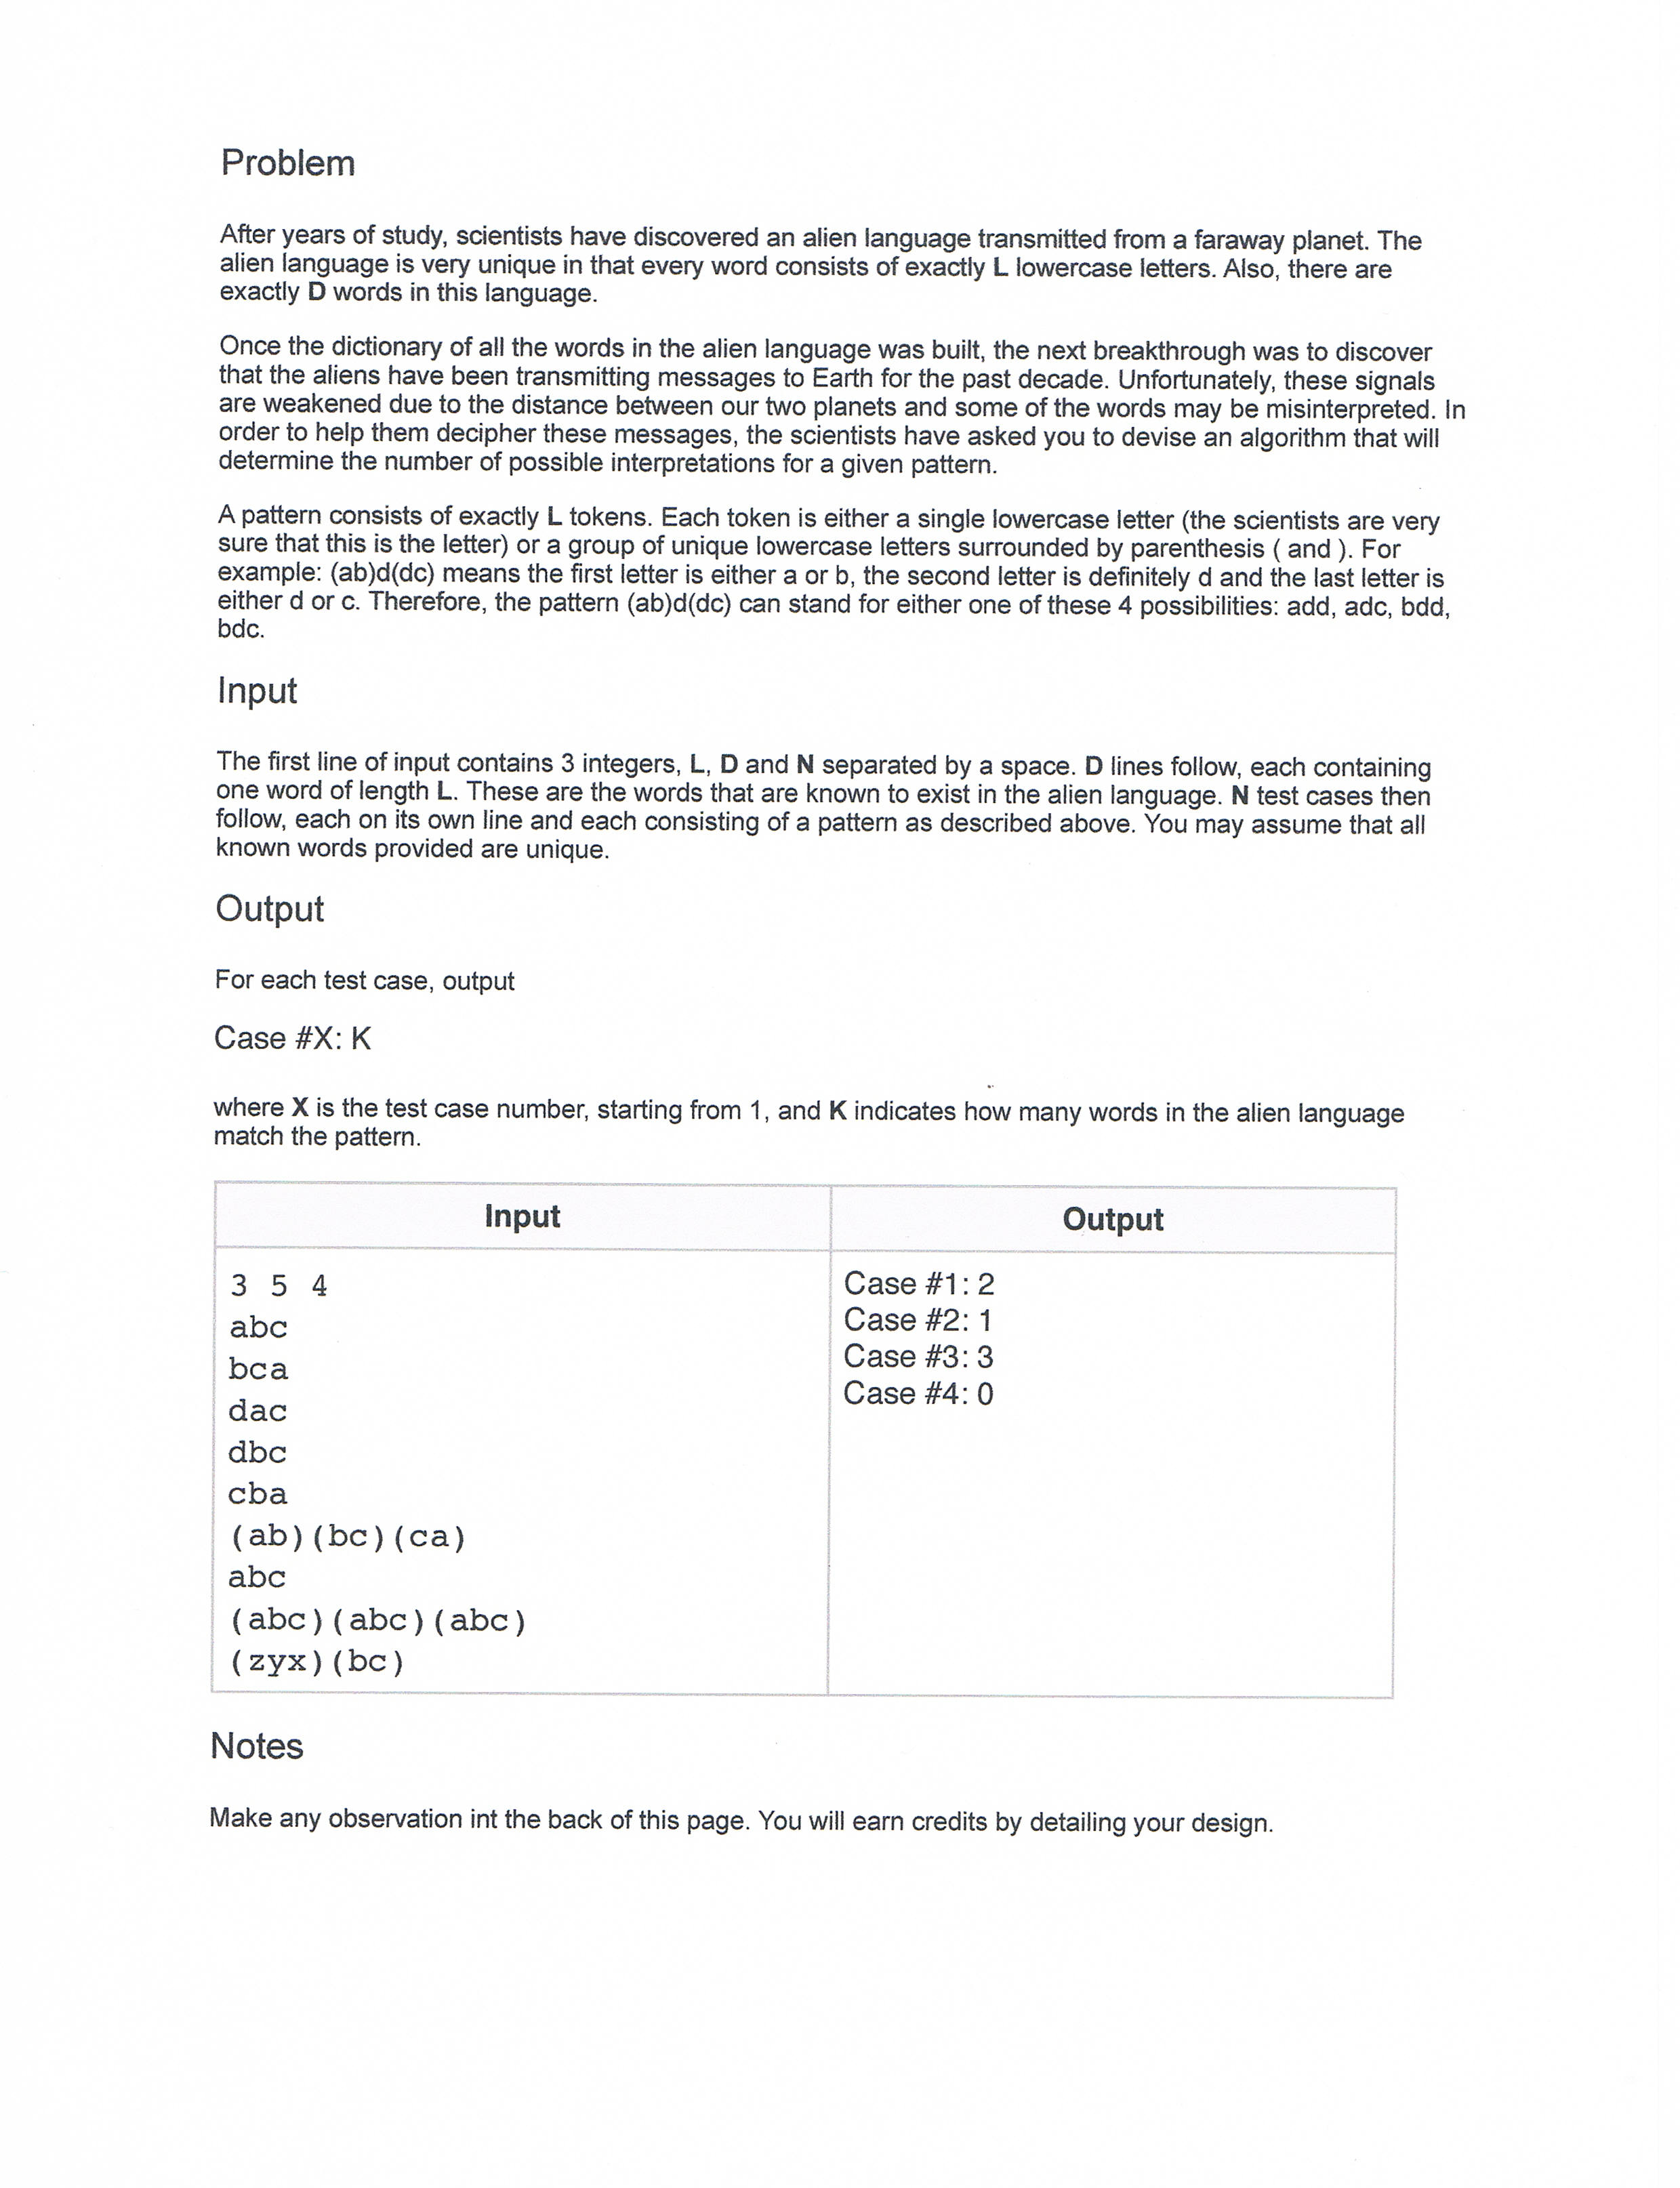 Problem
After years of study, scientists have discovered an alien language transmitted from a faraway planet. The
alien language is very unique in that every word consists of exactly L lowercase letters. Also, there are
exactly D words in this language.
Once the dictionary of all the words in the alien language was built, the next breakthrough was to discover
that the aliens have been transmitting messages to Earth for the past decade. Unfortunately, these signals
are weakened due to the distance between our two planets and some of the words may be misinterpreted. In
order to help them decipher these messages, the scientists have asked you to devise an algorithm that will
determine the number of possible interpretations for a given pattern.
A pattern consists of exactly L tokens. Each token is either a single lowercase letter (the scientists are very
sure that this is the letter) or a group of unique lowercase letters surrounded by parenthesis ( and ). For
example: (ab)d(dc) means the first letter is either a or b, the second letter is definitely d and the last letter is
either d or c. Therefore, the pattern (ab)d(dc) can stand for either one of these 4 possibilities: add, adc, bdd,
bdc.
Input
The first line of input contains 3 integers, L, D and N separated by a space. D lines follow, each containing
one word of length L. These are the words that are known to exist in the alien language. N test cases then
follow, each on its own line and each consisting of a pattern as described above. You may assume that all
known words provided are unique.
Output
For each test case, output
Case #X: K
where X is the test case number, starting from 1, and K indicates how many words in the alien language
match the pattern.
Input
3 5 4
abc
bca
dac
dbc
cba
(ab)(bc)(ca)
abc
(abc)(abc)(abc)
(zyx)(bc)
Output
Case #1: 2
Case #2: 1
Case #3: 3
Case #4: 0
Notes
Make any observation int the back of this page. You will earn credits by detailing your design.